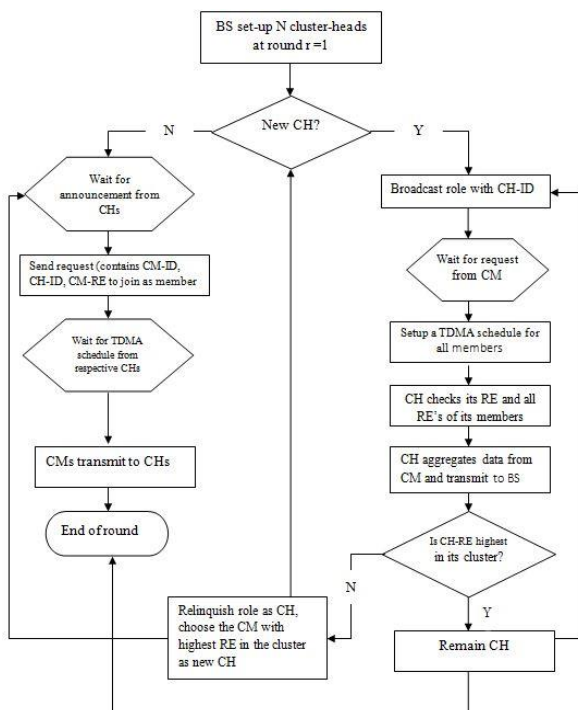 BS set-up N cluster-heads
at round r =1
New CH?
N
Y
Wait for
announcement from
CHs
Send request (contains CM-ID,
CH-ID, CM-RE to join as member
Wait for TDMA
schedule from
respective CHs
CMs transmit to CHs
End of round
Broadcast role with CH-ID
Wait for request
from CM
Setup a TDMA schedule for
all members
CH checks its RE and all
RE's of its members
CH aggregates data from
CM and transmit to BS
Is CH-RE highest
in its cluster?
N
Y
Relinquish role as CH,
choose the CM with
highest RE in the cluster
as new CH
Remain CH